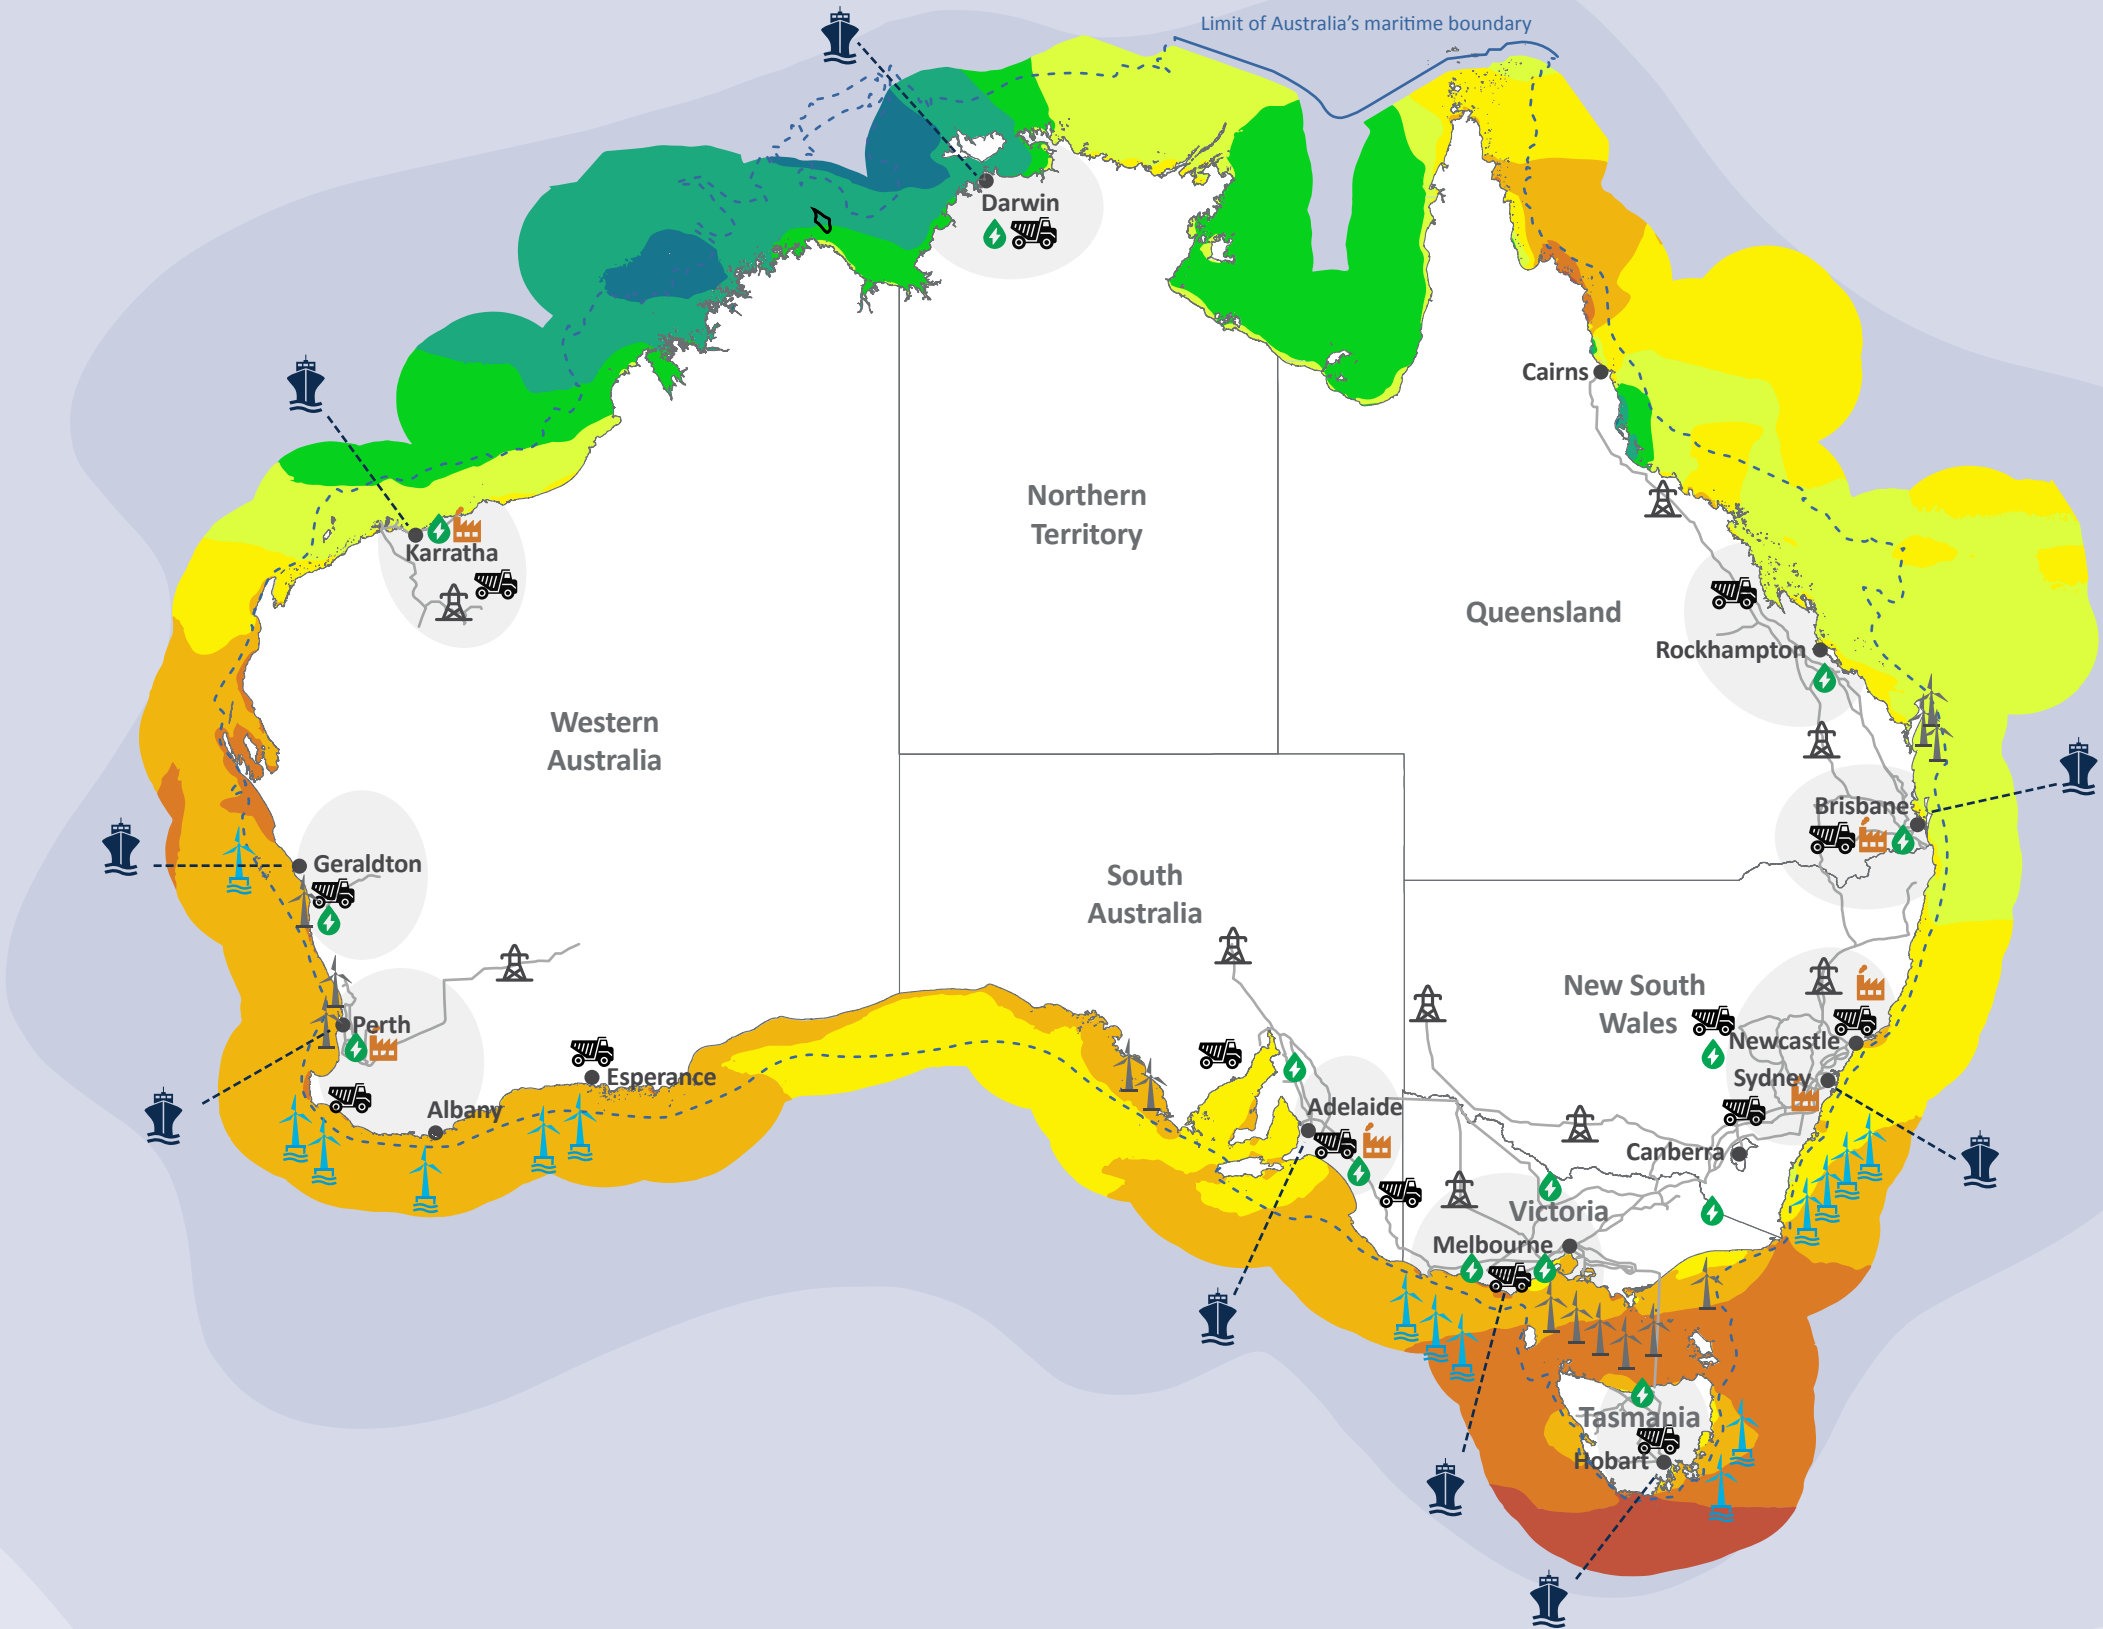 Limit of Australia's maritime boundary
Darwin
Cairns
Northern
Territory
Karratha
Queensland
Rockhampton
Western
Australia
Brisbane
Geraldton
South
Australia
New South
Wales
Perth
Newcastle
Esperance
Sydney
Albany
Adelaide
Canberra
Victoria
Melbourne
Tasmania
Hobart